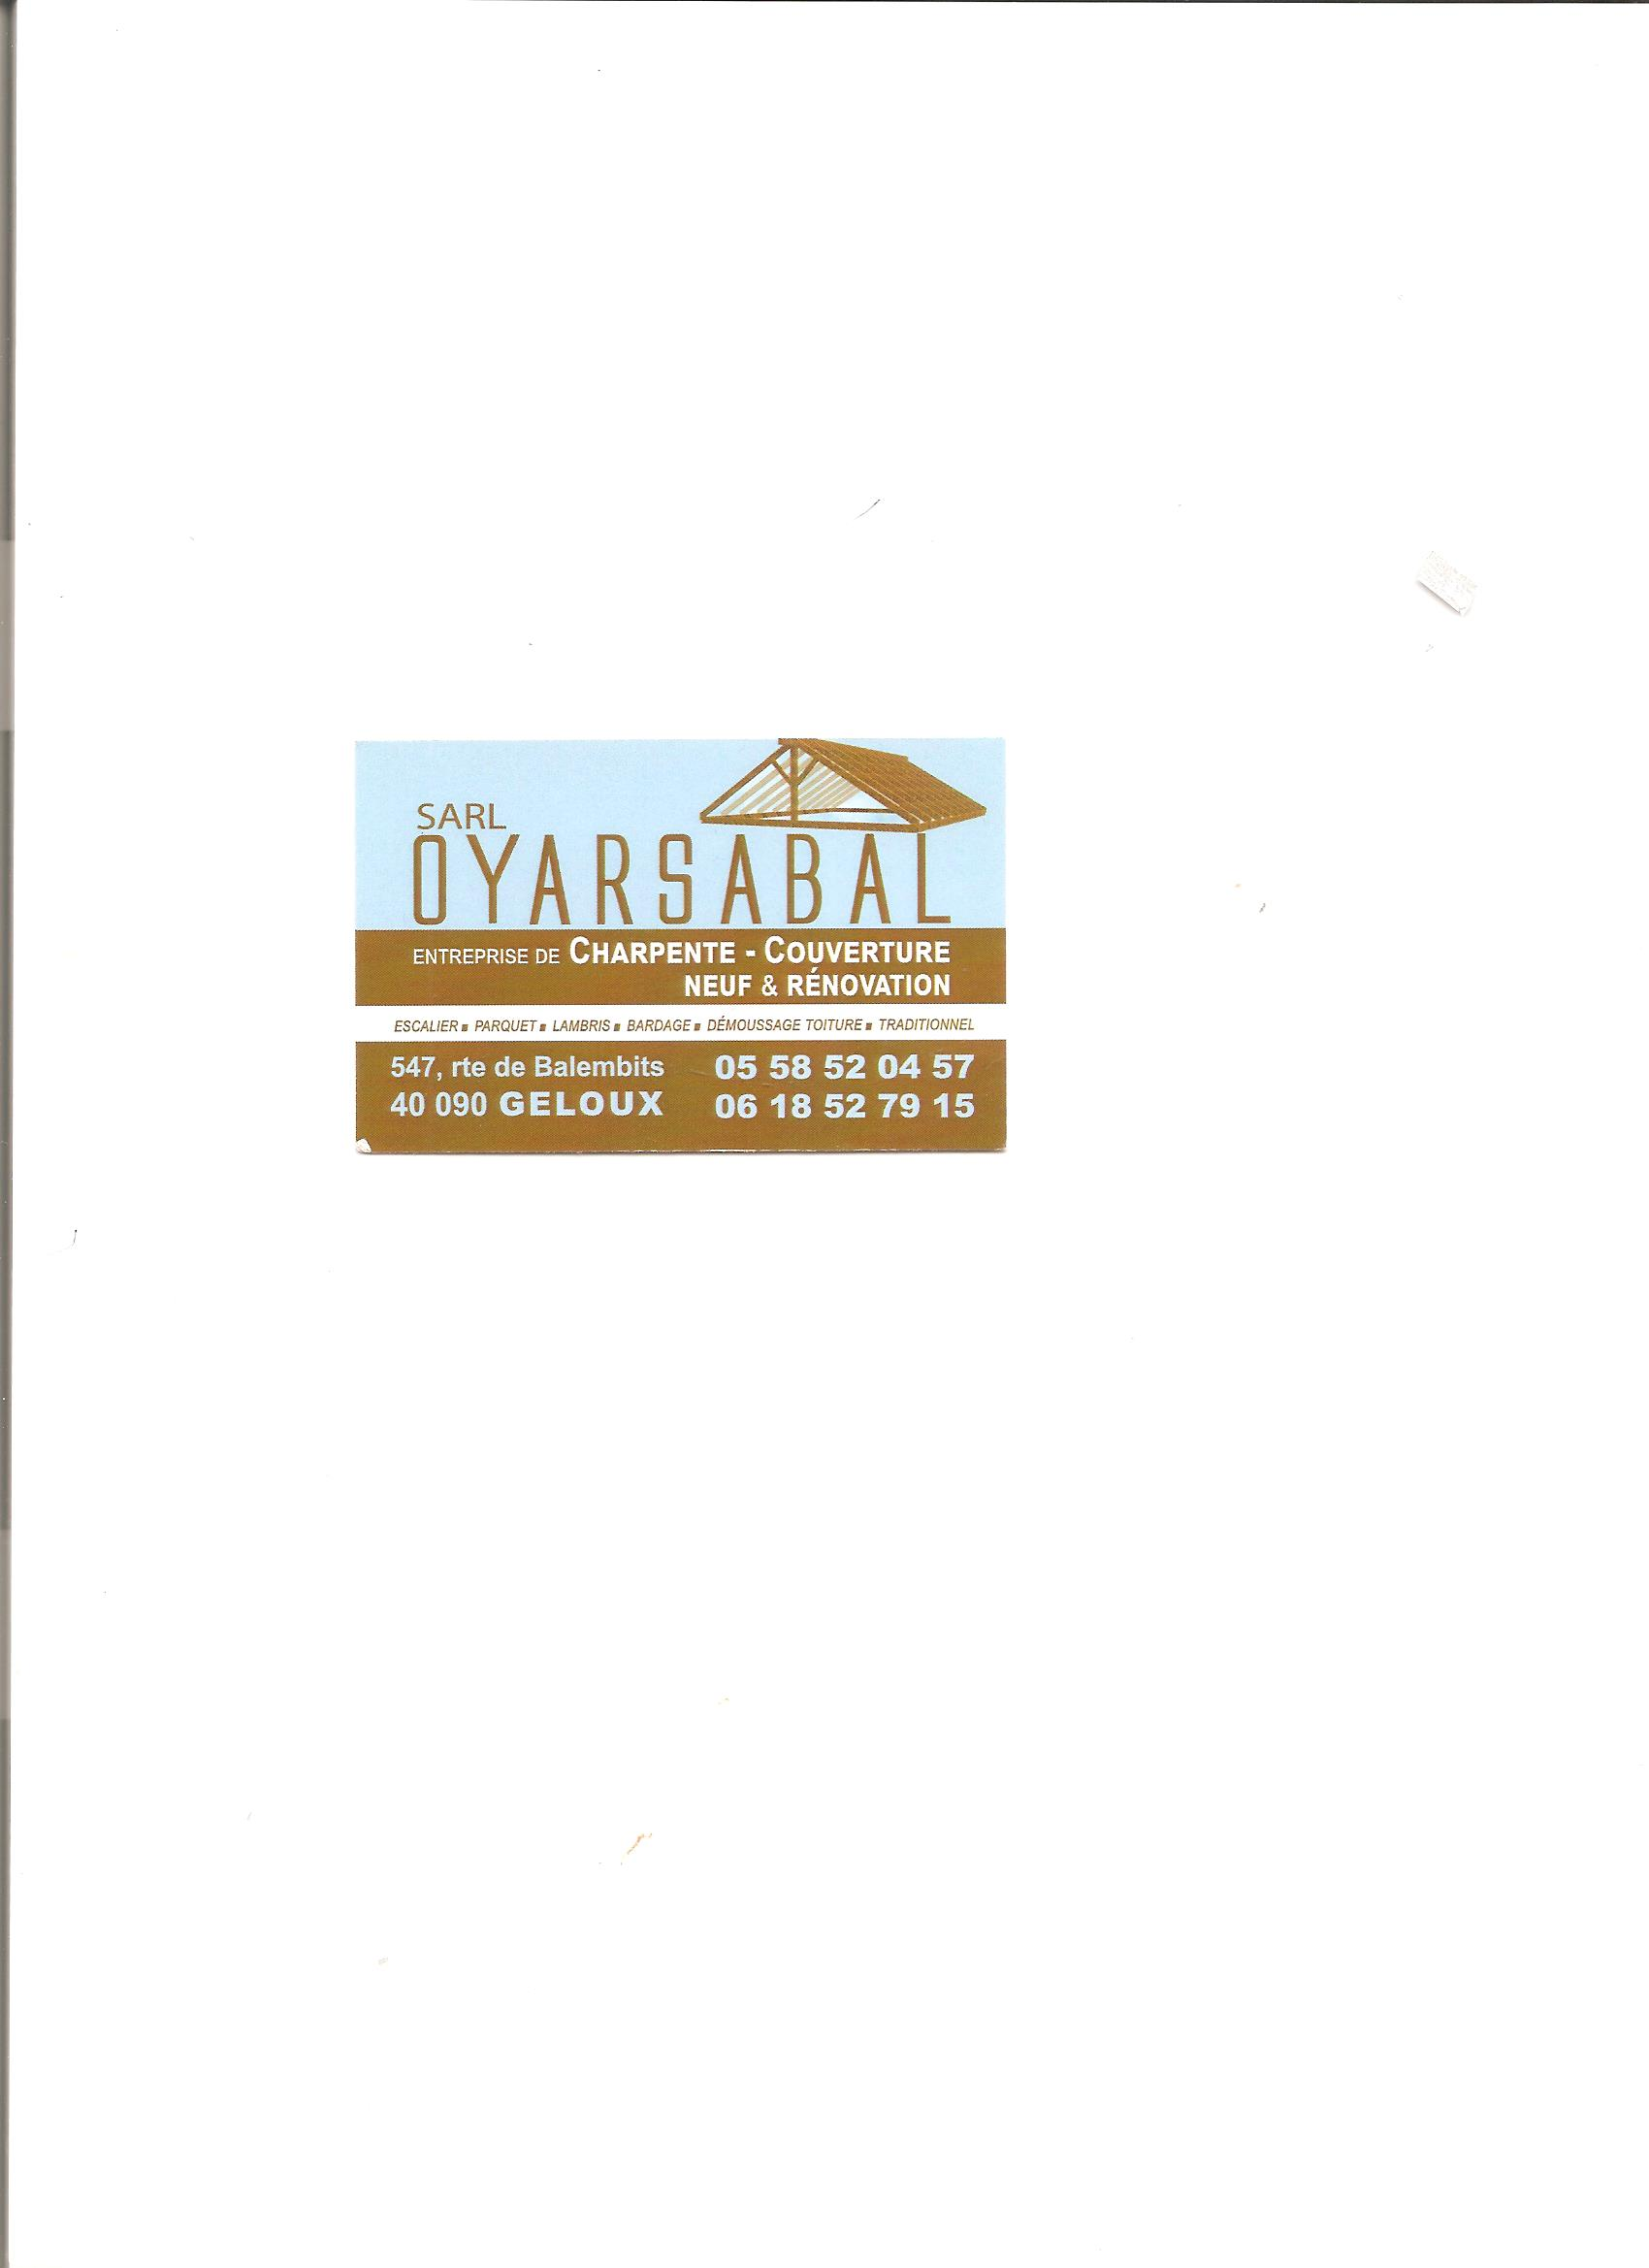 SARL
OYARSABAL
ENTREPRISE DE CHARPENTE - COUVERTURE
NEUF & RÉNOVATION
ESCALIER ▪ PARQUET ▪ LAMBRIS ▪ BARDAGE ▪ DÉMOUSSAGE TOITURE ▪ TRADITIONNEL
547, rte de Balembits
40 090 GELOUX
05 58 52 04 57
06 18 52 79 15